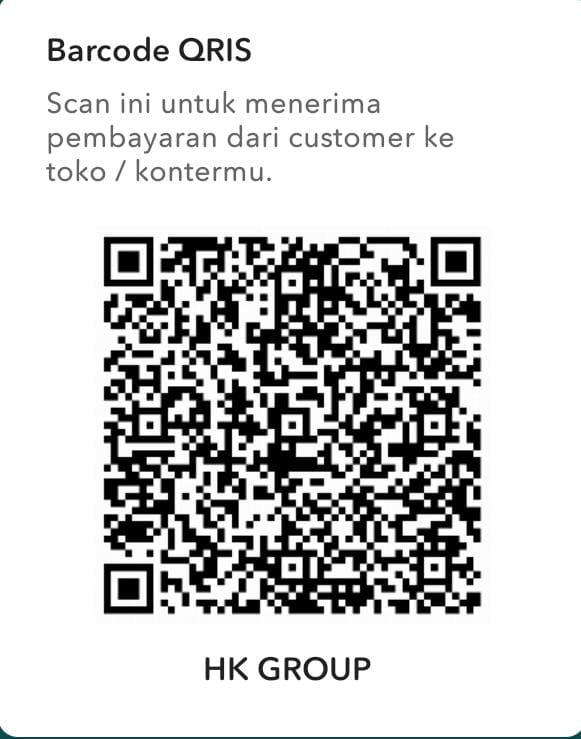 Barcode QRIS
Scan ini untuk menerima
pembayaran dari customer ke
toko / kontermu.
HK GROUP